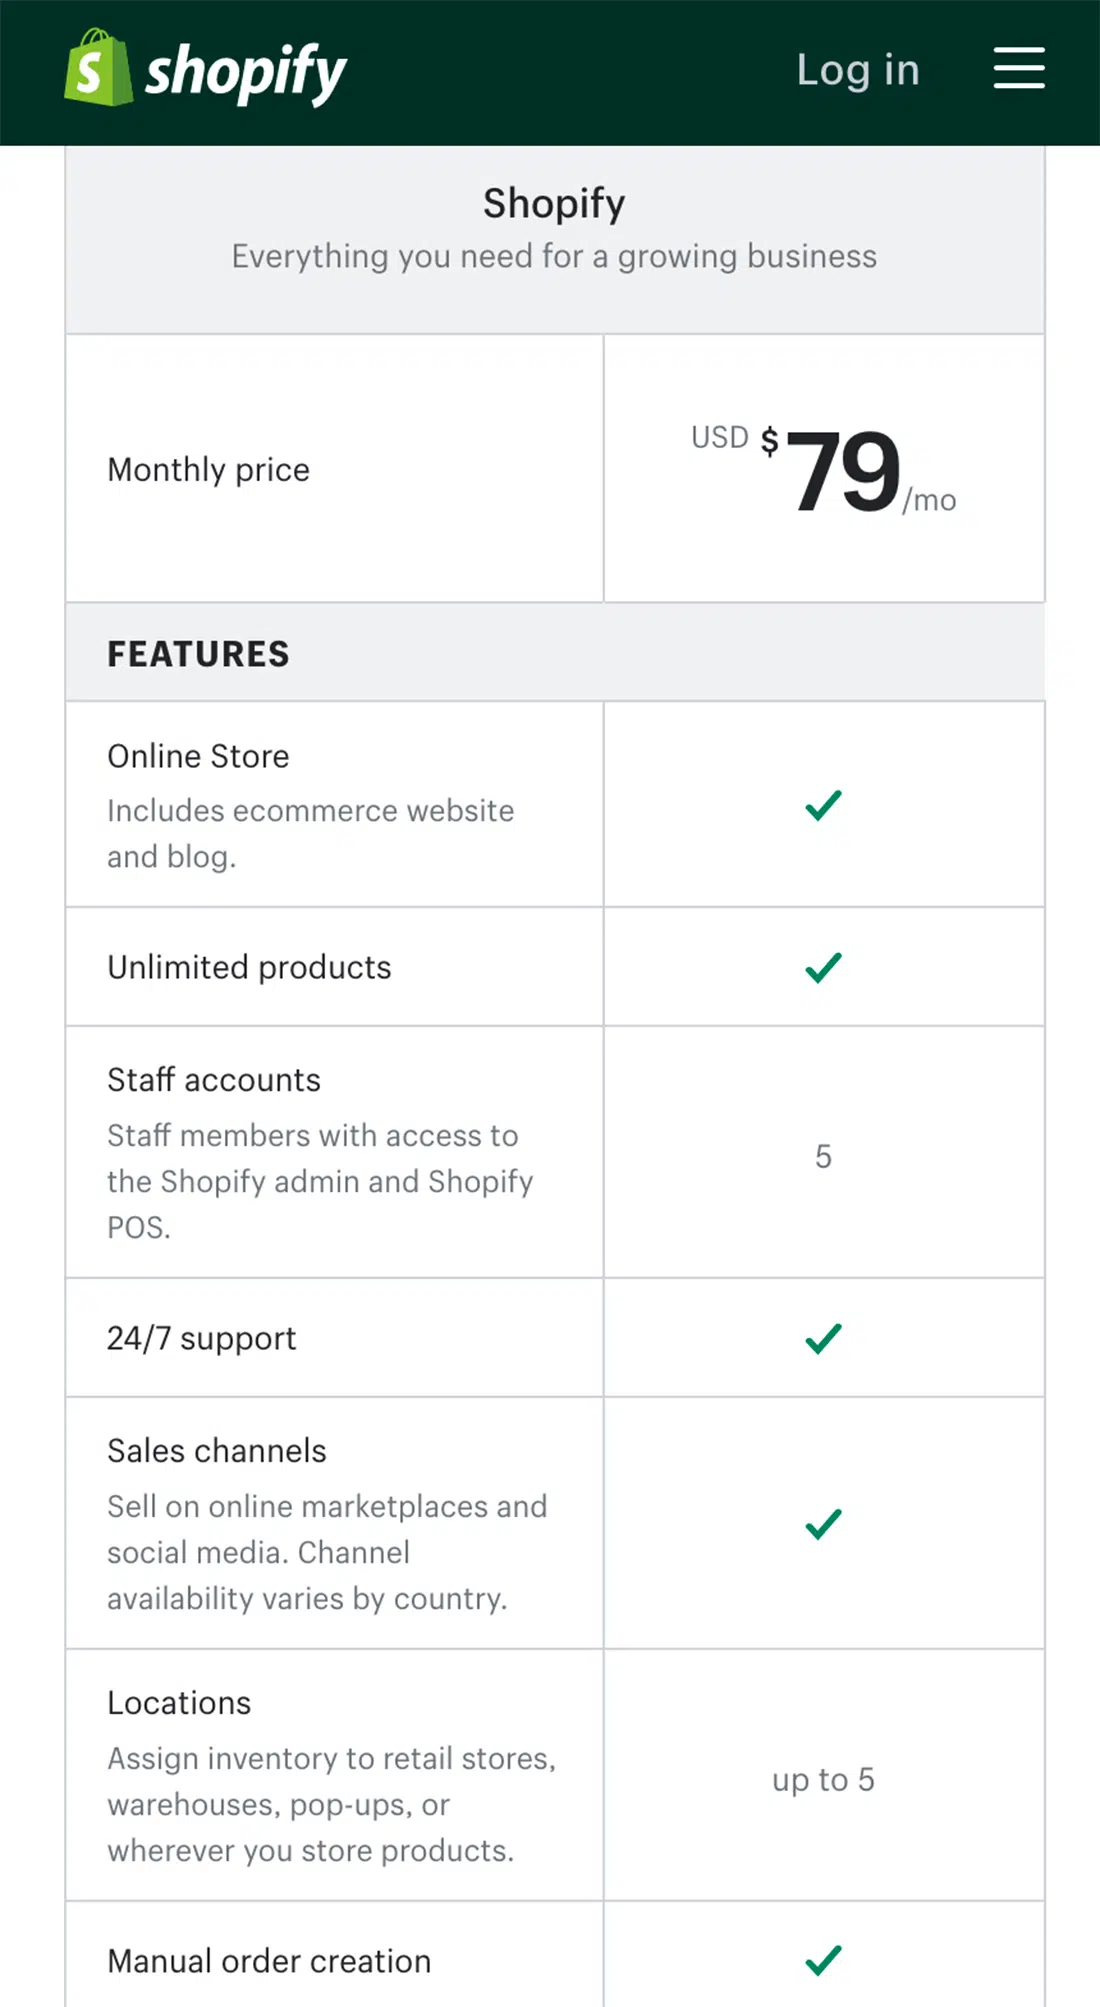 shopify
Log in
Shopify
Everything you need for a growing business
Monthly price
USD $79/mo
FEATURES
Online Store
Includes ecommerce website
and blog.
Unlimited products
Staff accounts
Staff members with access to
the Shopify admin and Shopify
POS.
5
24/7 support
Sales channels
Sell on online marketplaces and
social media. Channel
availability varies by country.
Locations
Assign inventory to retail stores,
warehouses, pop-ups, or
wherever you store products.
up to 5
Manual order creation